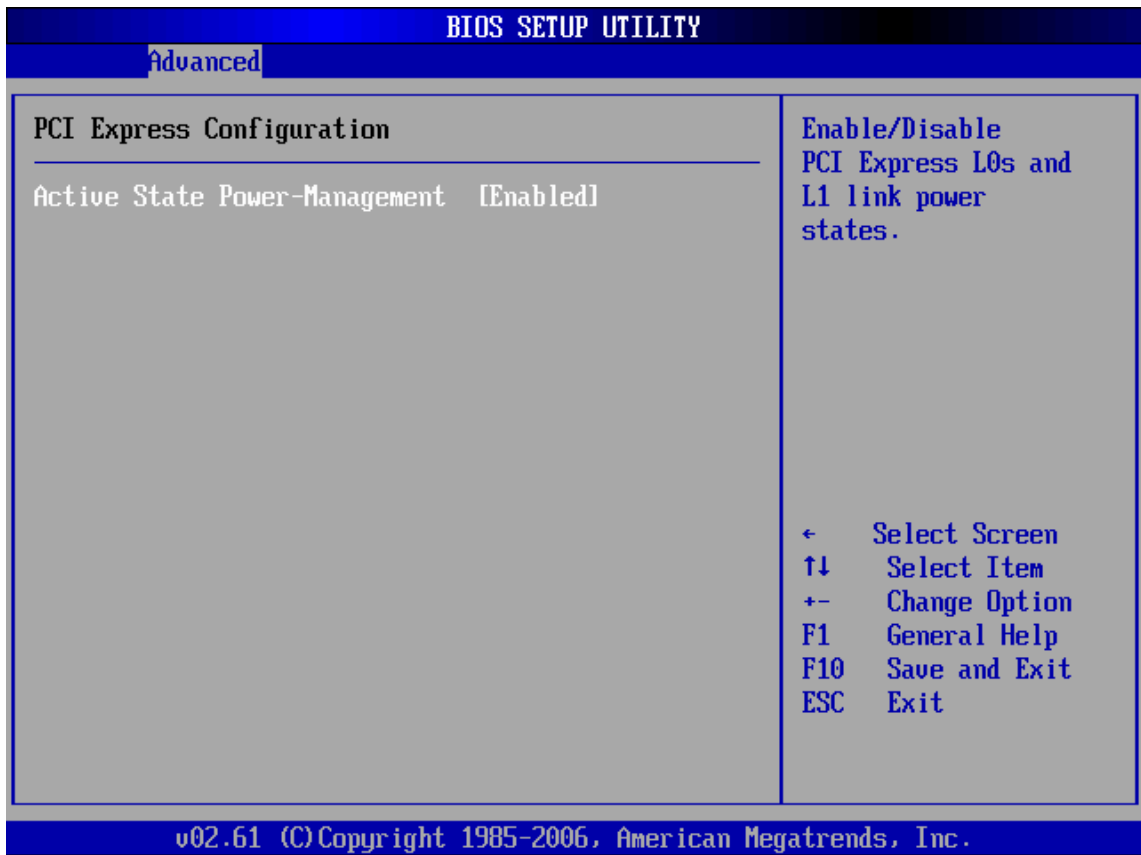 BIOS SETUP UTILITY
Advanced
PCI Express Configuration
Active State Power-Management [Enabled]
Enable/Disable
PCI Express L0s and
L1 link power
states.
← Select Screen
↑↓ Select Item
+- Change Option
F1 General Help
F10 Save and Exit
ESC Exit
v02.61 (C)Copyright 1985-2006, American Megatrends, Inc.